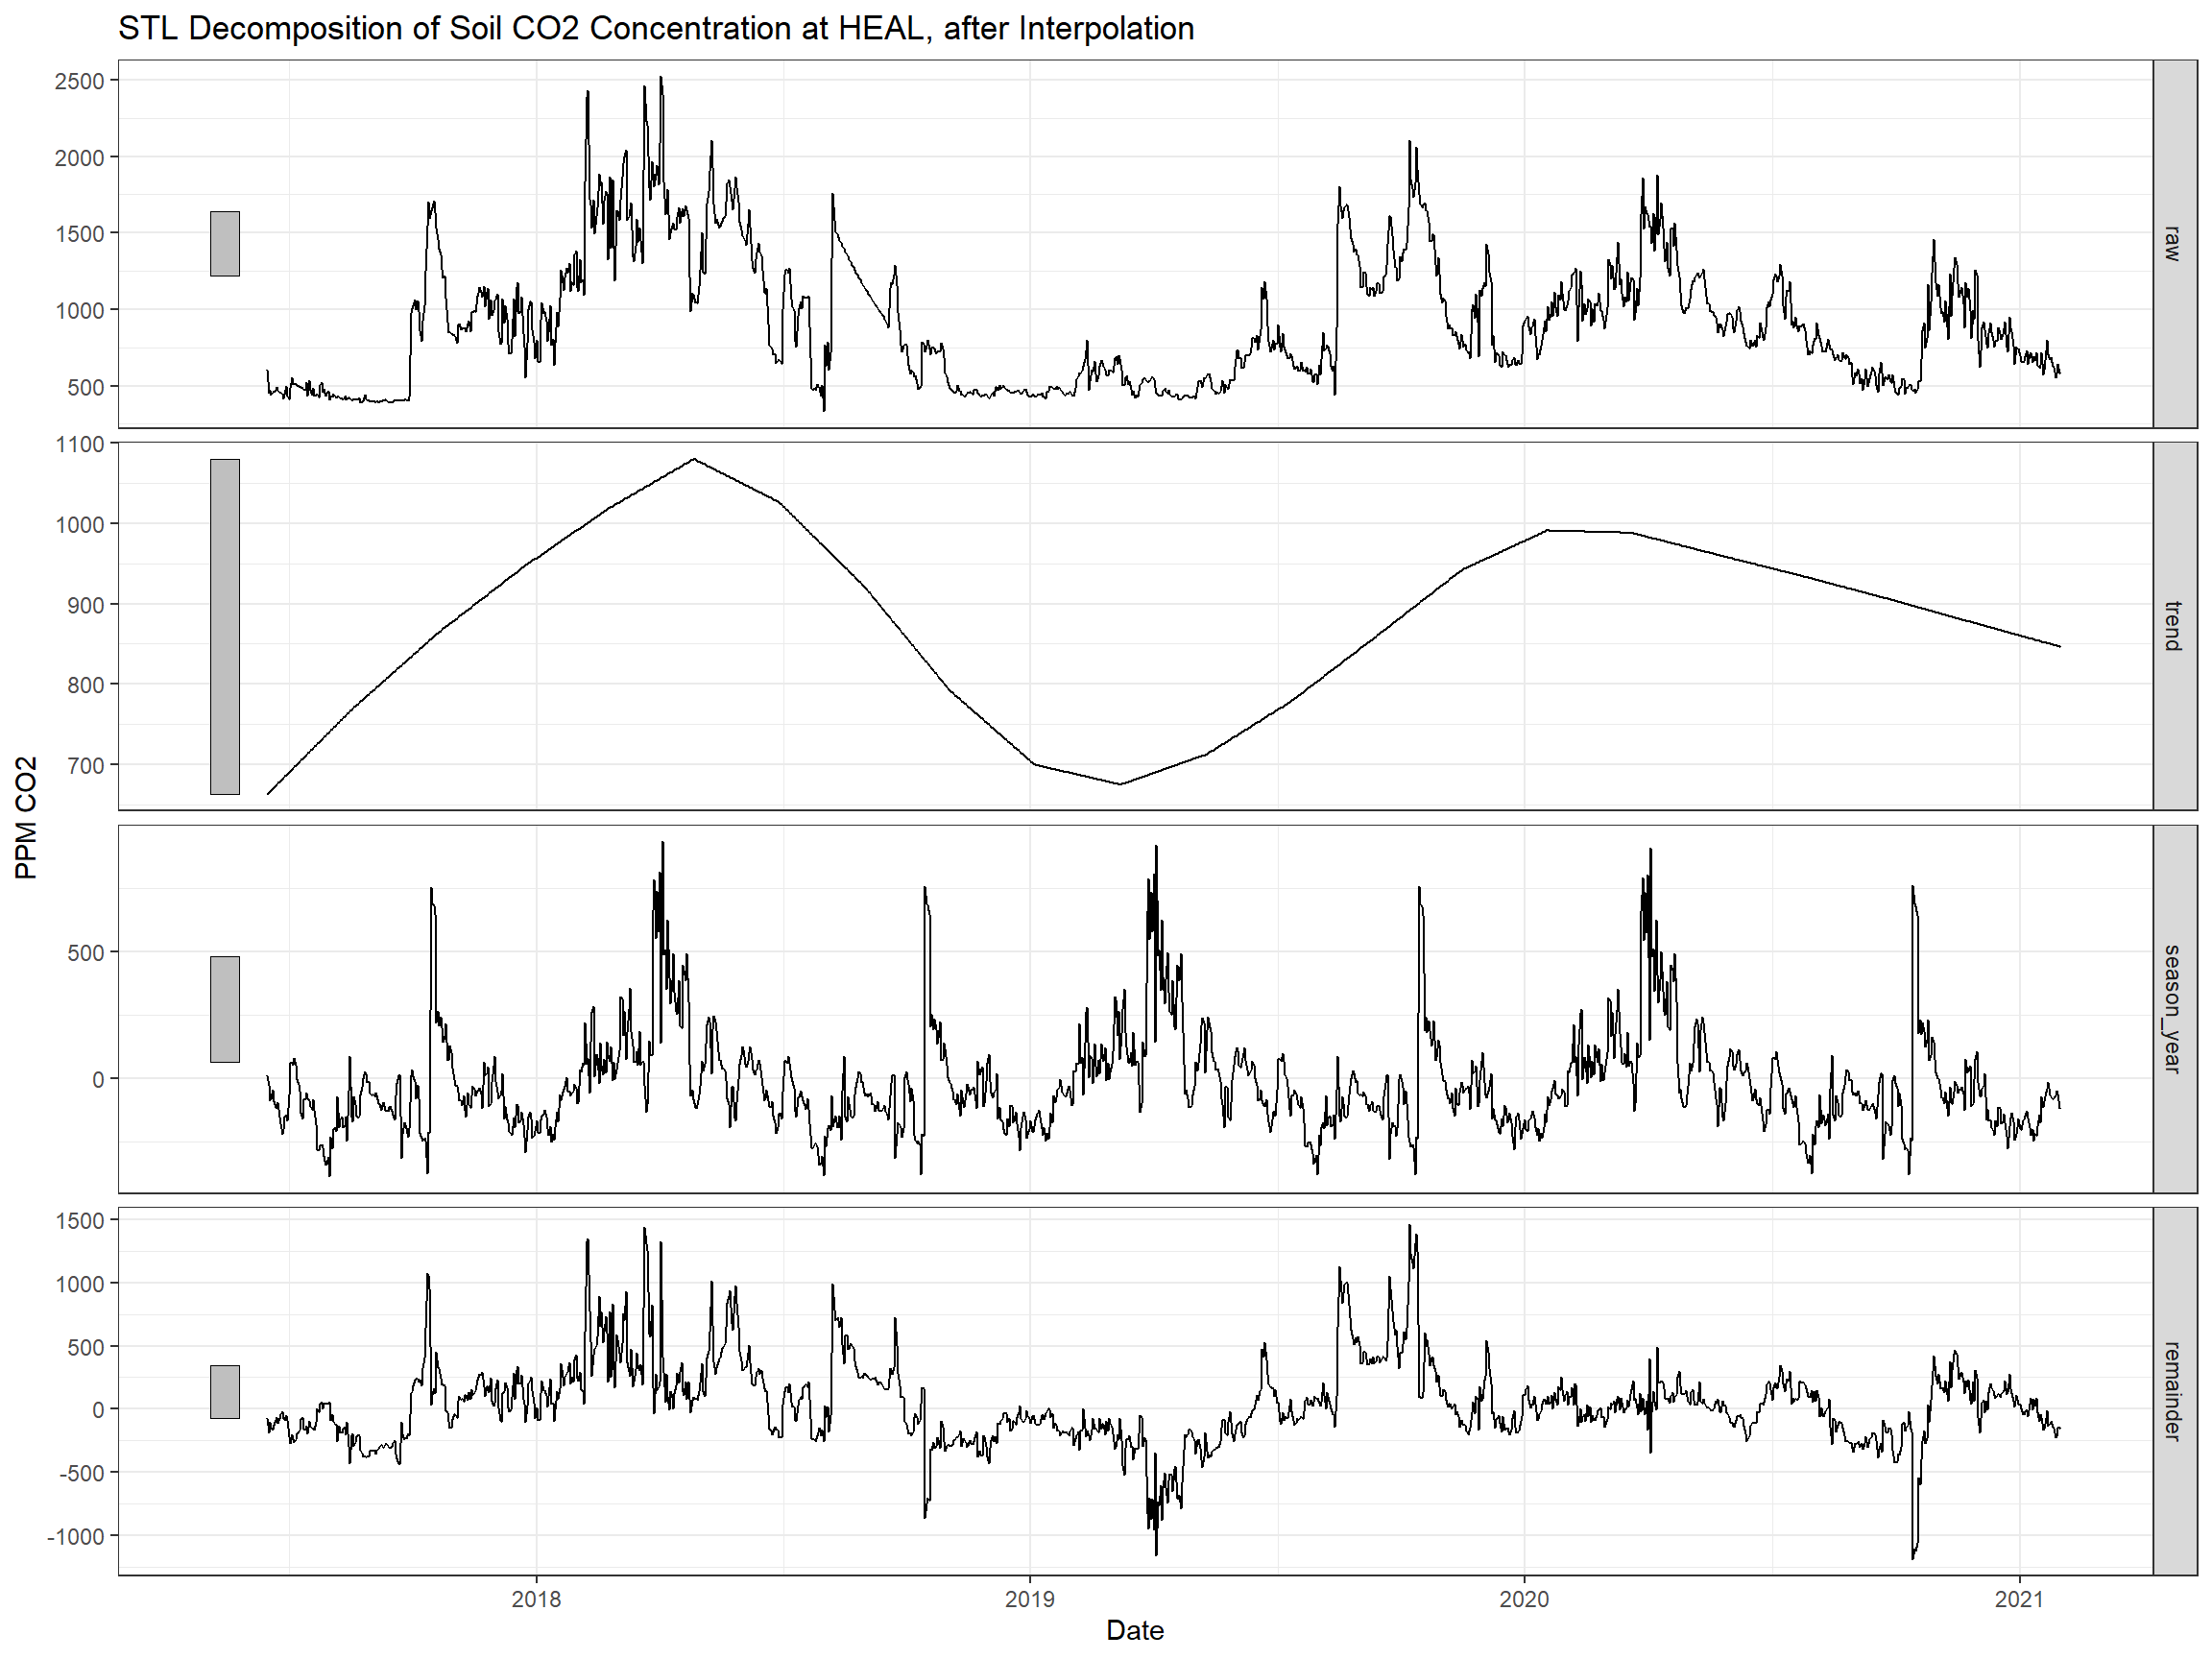 STL Decomposition of Soil CO2 Concentration at HEAL, after Interpolation
2500
2000
1500
1000
500
raw
1100
1000
900
800
700
trend
PPM CO2
500
0
season_year
1500
1000
500
0
-500
-1000
remainder
2018 2019 2020 2021
Date